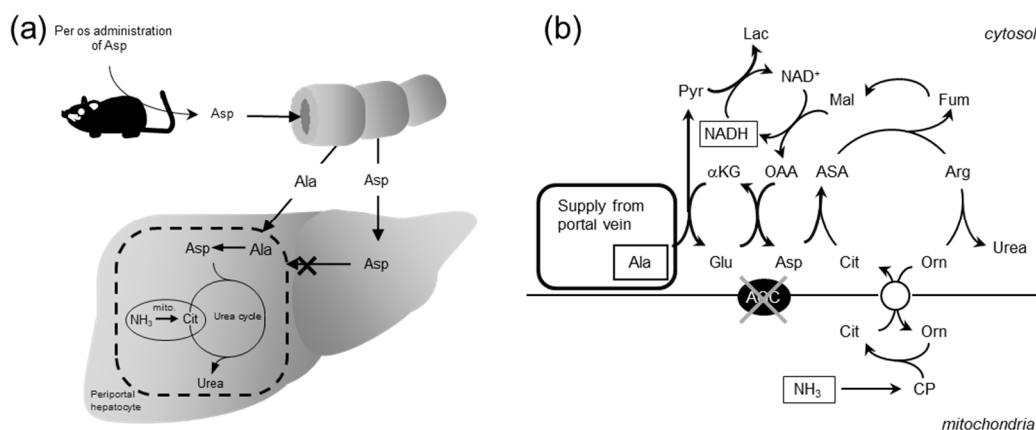 (a)
Per os administration
of Asp
Asp
Ala
Asp
Asp
Ala
Asp
mito.
NH3
Cit
Urea cycle
Urea
Periportal
hepatocyte
(b)
cytosol
Lac
NAD+
Pyr
Mal
Fum
NADH
αKG
OAA
ASA
Arg
Supply from
portal vein
Ala
Glu
Asp
Cit
Orn
Urea
AGC
Cit
Orn
NH3
CP
mitochondria